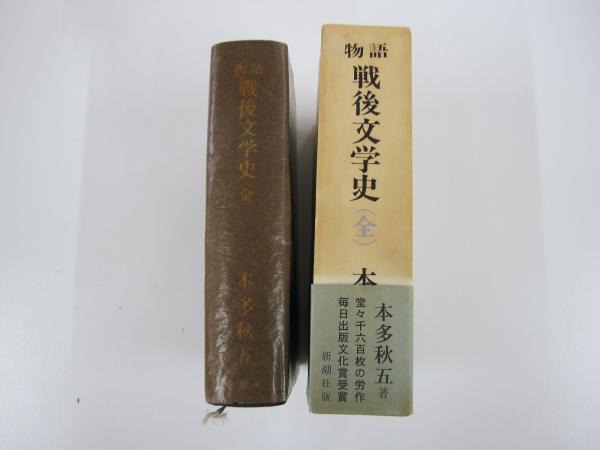 物語
戦後文学史
全
本多秋五
物語
戦後文学史
(全)
本
本多秋五著
堂々千六百枚の労作
毎日出版文化賞受賞
新潮社版